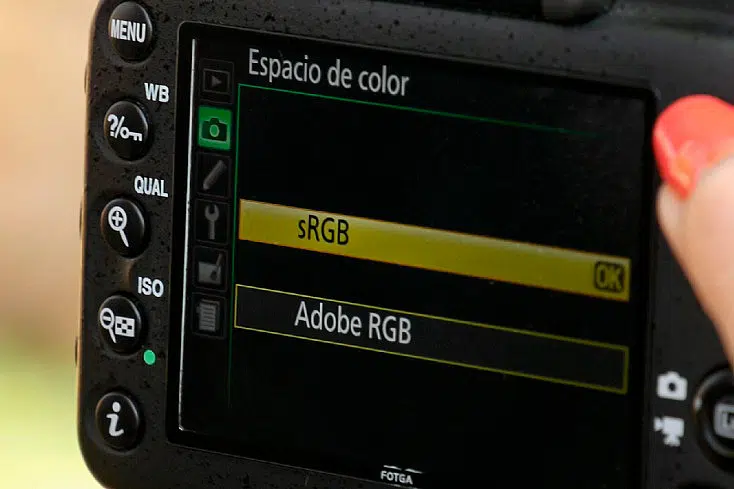 MENU
Espacio de color
WB
?/
QUAL
sRGB
OK
ISO
Adobe RGB
i
FOTGA